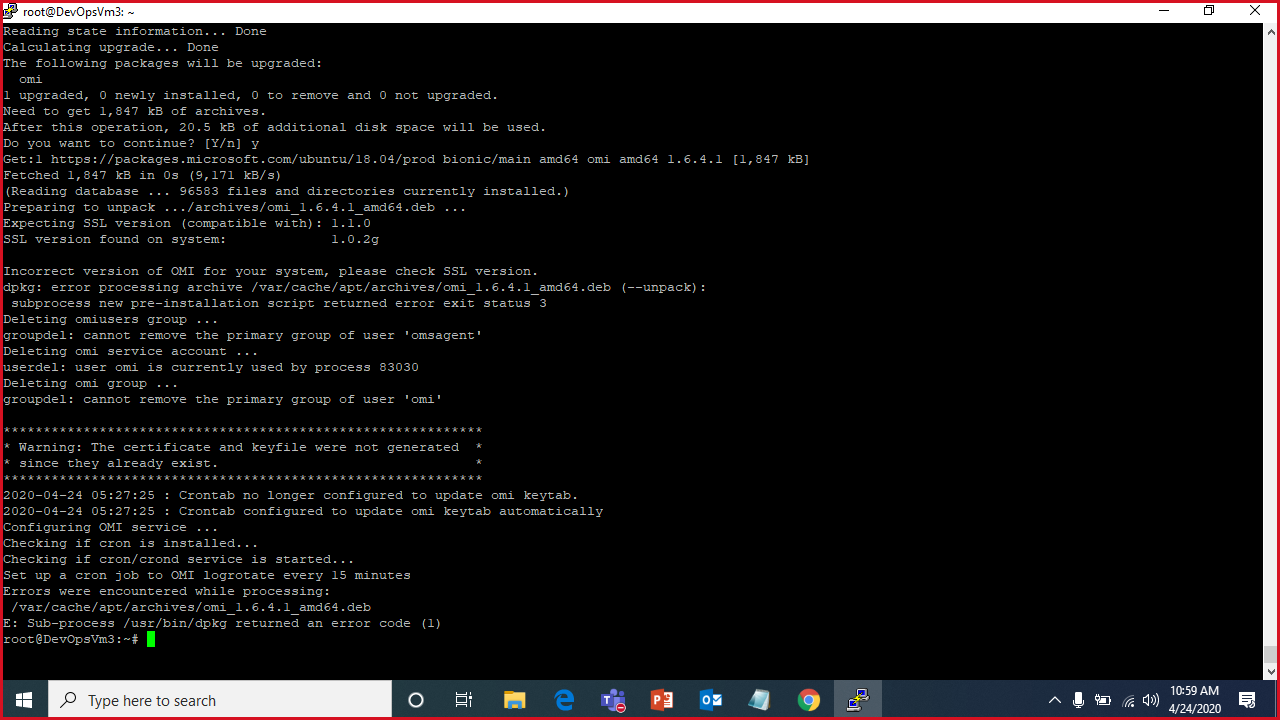 root@DevOpsVm3: ~
Reading state information... Done
Calculating upgrade... Done
The following packages will be upgraded:
  omi
1 upgraded, 0 newly installed, 0 to remove and 0 not upgraded.
Need to get 1,847 kB of archives.
After this operation, 20.5 kB of additional disk space will be used.
Do you want to continue? [Y/n] y
Get:1 https://packages.microsoft.com/ubuntu/18.04/prod bionic/main amd64 omi amd64 1.6.4.1 [1,847 kB]
Fetched 1,847 kB in 0s (9,171 kB/s)
(Reading database ... 96583 files and directories currently installed.)
Preparing to unpack .../archives/omi_1.6.4.1_amd64.deb ...
Expecting SSL version (compatible with): 1.1.0
SSL version found on system:             1.0.2g
Incorrect version of OMI for your system, please check SSL version.
dpkg: error processing archive /var/cache/apt/archives/omi_1.6.4.1_amd64.deb (--unpack):
 subprocess new pre-installation script returned error exit status 3
Deleting omiusers group ...
groupdel: cannot remove the primary group of user 'omsagent'
Deleting omi service account ...
userdel: user omi is currently used by process 83030
Deleting omi group ...
groupdel: cannot remove the primary group of user 'omi'
************************************************************
* Warning: The certificate and keyfile were not generated  *
* since they already exist.                                *
************************************************************
2020-04-24 05:27:25 : Crontab no longer configured to update omi keytab.
2020-04-24 05:27:25 : Crontab configured to update omi keytab automatically
Configuring OMI service ...
Checking if cron is installed...
Checking if cron/crond service is started...
Set up a cron job to OMI logrotate every 15 minutes
Errors were encountered while processing:
 /var/cache/apt/archives/omi_1.6.4.1_amd64.deb
E: Sub-process /usr/bin/dpkg returned an error code (1)
root@DevOpsVm3:~#
Type here to search
10:59 AM
4/24/2020